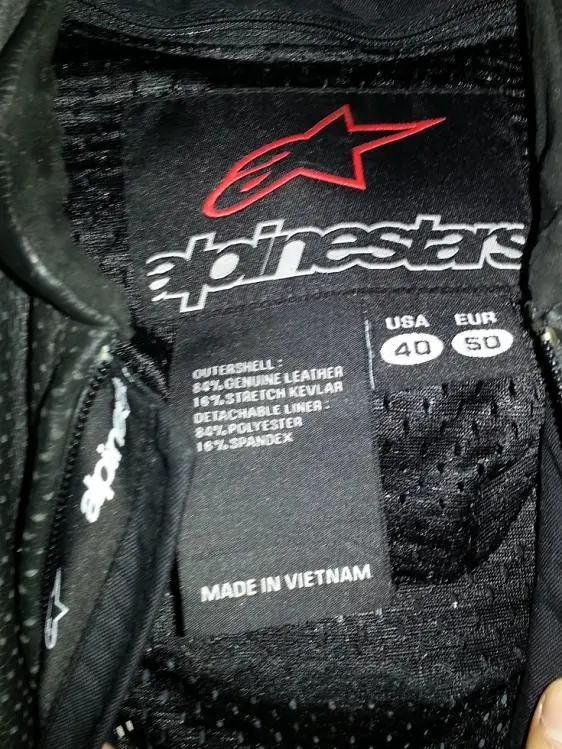 alpinestars
USA EUR
40 50
OUTERSHELL:
84% GENUINE LEATHER
16% STRETCH KEVLAR
DETACHABLE LINER:
84% POLYESTER
16% SPANDEX
MADE IN VIETNAM
alpines